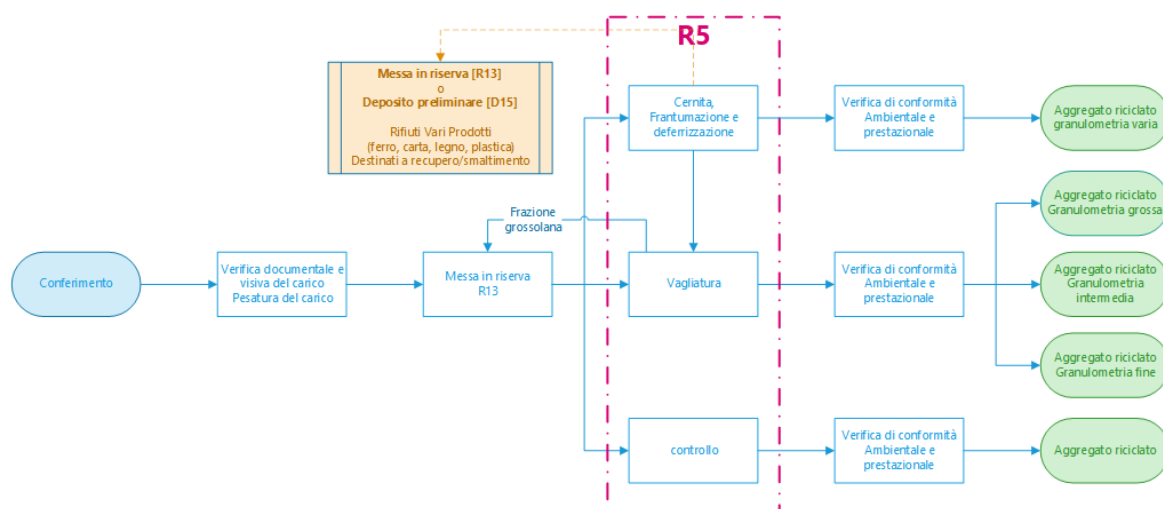 R5
Messa in riserva [R13]
o
Deposito preliminare [D15]
Rifiuti Vari Prodotti
(ferro, carta, legno, plastica)
Destinati a recupero/smaltimento
Cernita,
Frantumazione e
deferrizzazione
Verifica di conformità
Ambientale e
prestazionale
Aggregato riciclato
granulometria varia
Frazione
grossolana
Aggregato riciclato
Granulometria grossa
Conferimento
Verifica documentale e
visiva del carico
Pesatura del carico
Messa in riserva
R13
Vagliatura
Verifica di conformità
Ambientale e
prestazionale
Aggregato riciclato
Granulometria
intermedia
Aggregato riciclato
Granulometria fine
controllo
Verifica di conformità
Ambientale e
prestazionale
Aggregato riciclato